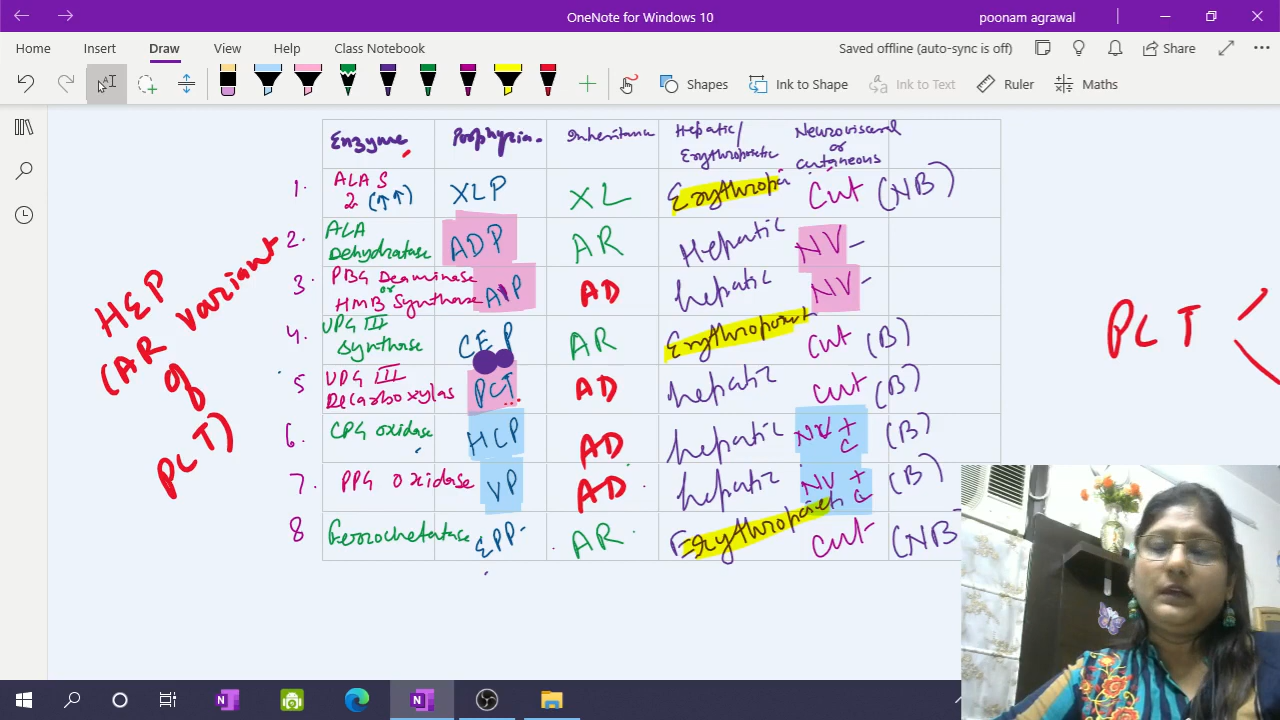 OneNote for Windows 10
poonam agrawal
Home Insert Draw View Help Class Notebook
Saved offline (auto-sync is off)
Share
Shapes
Ink to Shape
Ink to Text
Ruler
Maths
Enzyme Porphyria Inheritance Hepatic/ Erythropoietic Neurovisceral or cutaneous
1. ALAS 2 (↑↑) XLP XL Erythropoi Cut (NB)
2. ALA Dehydratase ADP AR Hepatic NV
3. PBG Deaminase or HMB Synthase AIP AD hepatic NV
4. UPG III Synthase CEP AR Erythropoiet Cut (B)
5 UPG III Decarboxylas PCT AD hepatic cut (B)
6. CPG oxidase HCP AD hepatic NV + C (B)
7. PPG oxidase VP AD hepatic NV + C (B)
8 Ferrochetatase EPP AR Erythropoieti cut (NB
HEP
(AR variant
of
PCT)
PCT